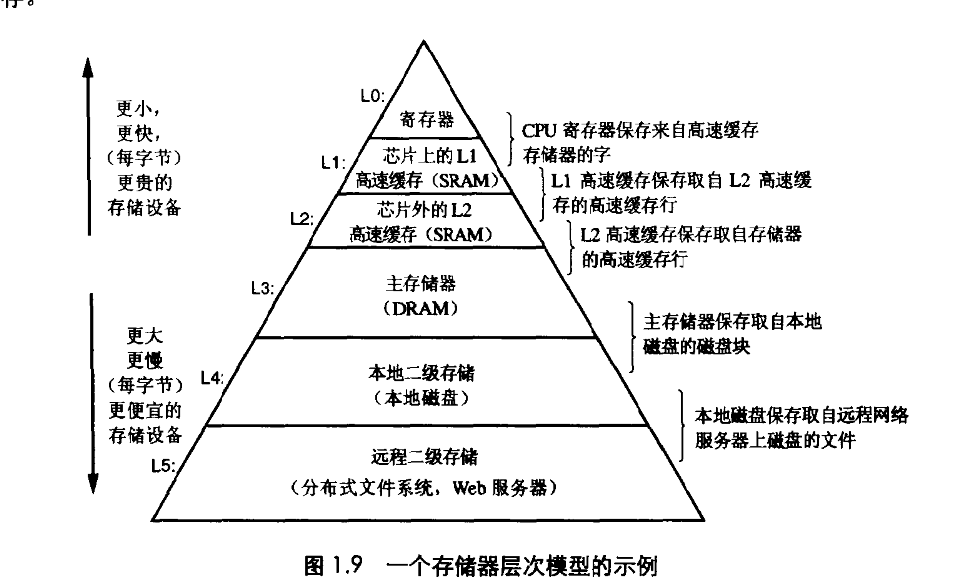 存。
更小，
更快，
（每字节）
更贵的
存储设备
更大
更慢
（每字节）
更便宜的
存储设备
L0:
寄存器
L1:
芯片上的L1
高速缓存（SRAM）
L2:
芯片外的L2
高速缓存（SRAM）
L3:
主存储器
（DRAM）
L4:
本地二级存储
（本地磁盘）
L5:
远程二级存储
（分布式文件系统，Web 服务器）
CPU 寄存器保存来自高速缓存
存储器的字
L1 高速缓存保存取自 L2 高速缓
存的高速缓存行
L2 高速缓存保存取自存储器
的高速缓存行
主存储器保存取自本地
磁盘的磁盘块
本地磁盘保存取自远程网络
服务器上磁盘的文件
图 1.9 一个存储器层次模型的示例